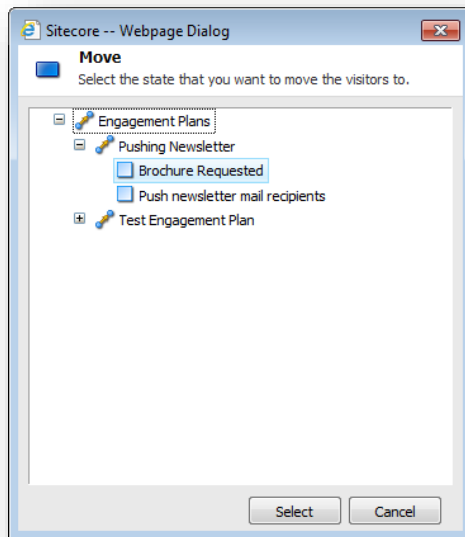 Sitecore -- Webpage Dialog
Move
Select the state that you want to move the visitors to.
Engagement Plans
Pushing Newsletter
Brochure Requested
Push newsletter mail recipients
Test Engagement Plan
Select Cancel